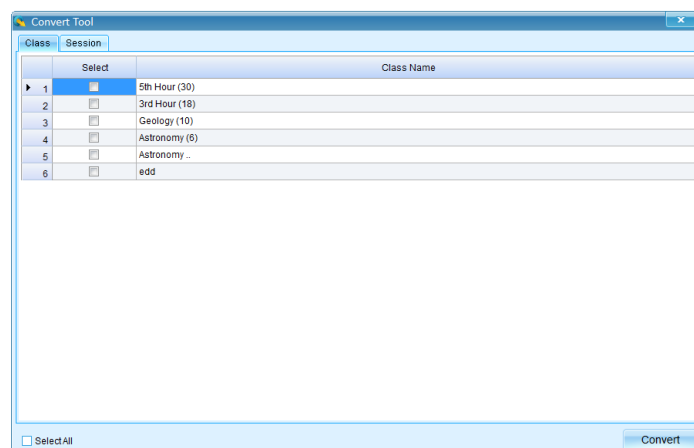 Convert Tool
Class Session
Select Class Name
1 5th Hour (30)
2 3rd Hour (18)
3 Geology (10)
4 Astronomy (6)
5 Astronomy ..
6 edd
Select All Convert